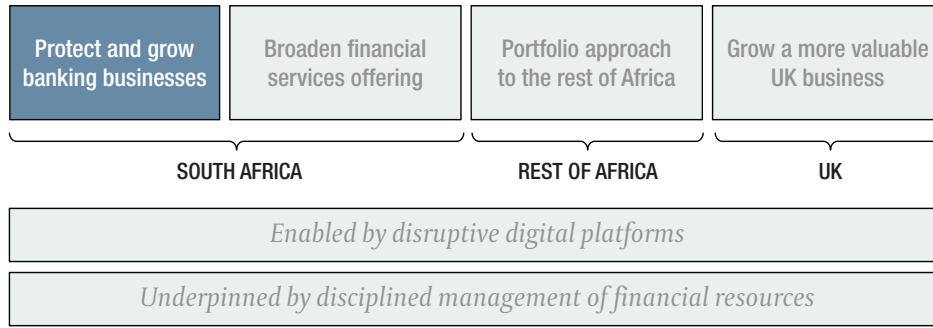 Protect and grow
banking businesses
Broaden financial
services offering
Portfolio approach
to the rest of Africa
Grow a more valuable
UK business
SOUTH AFRICA
REST OF AFRICA
UK
Enabled by disruptive digital platforms
Underpinned by disciplined management of financial resources